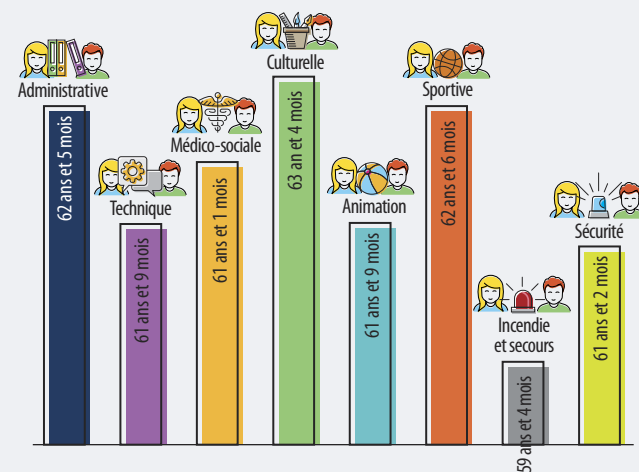 Administrative
62 ans et 5 mois
Technique
61 ans et 9 mois
Médico-sociale
61 ans et 1 mois
Culturelle
63 an et 4 mois
Animation
61 ans et 9 mois
Sportive
62 ans et 6 mois
Incendie
et secours
59 ans et 4 mois
Sécurité
61 ans et 2 mois